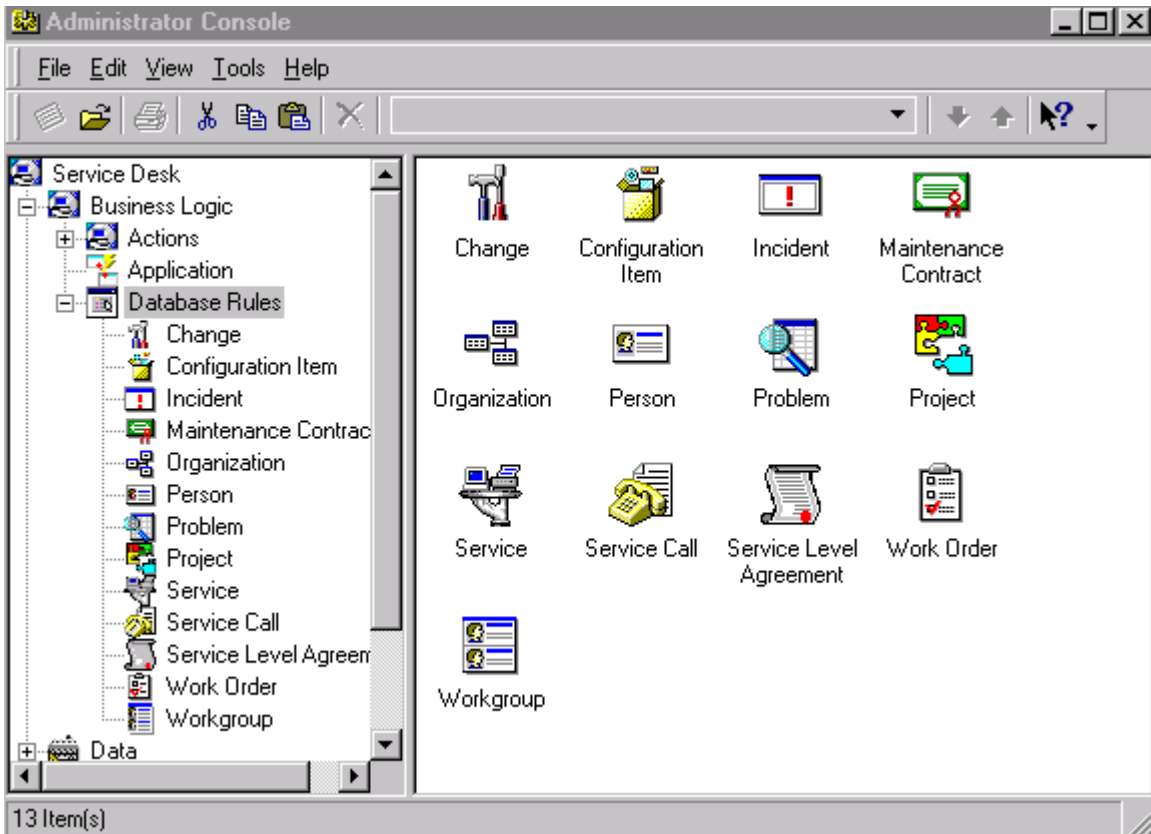 Administrator Console
File Edit View Tools Help
Service Desk
Business Logic
Actions
Application
Database Rules
Change
Configuration Item
Incident
Maintenance Contrac
Organization
Person
Problem
Project
Service
Service Call
Service Level Agreem
Work Order
Workgroup
Data
Change
Configuration
Item
Incident
Maintenance
Contract
Organization
Person
Problem
Project
Service
Service Call
Service Level
Agreement
Work Order
Workgroup
13 Item(s)